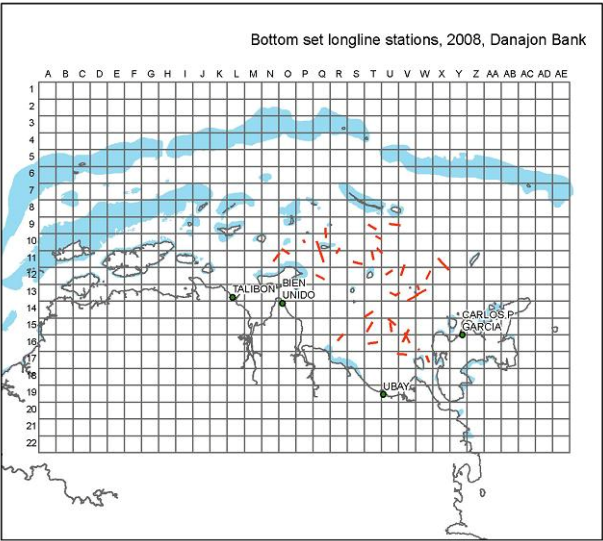 Bottom set longline stations, 2008, Danajon Bank
A B C D E F G H I J K L M N O P Q R S T U V W X Y Z AA AB AC AD AE
1
2
3
4
5
6
7
8
9
10
11
12
13
14
15
16
17
18
19
20
21
22
TALIBON
BIEN
UNIDO
CARLOS P.
GARCIA
UBAY